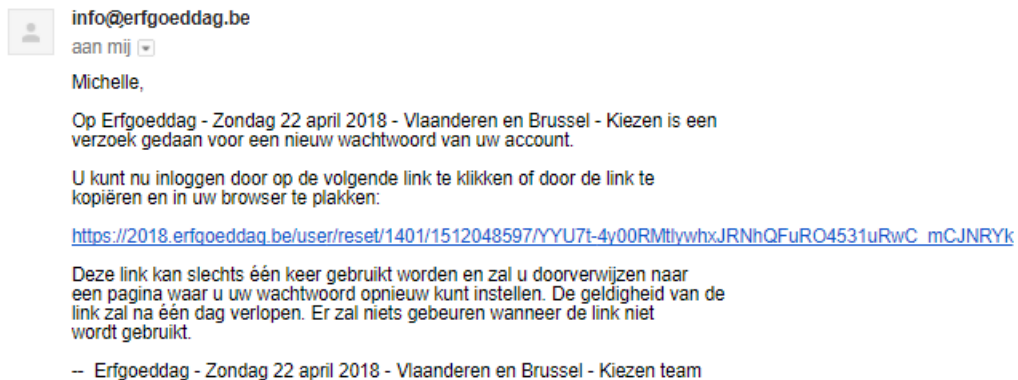 info@erfgoeddag.be
aan mij
Michelle,
Op Erfgoeddag - Zondag 22 april 2018 - Vlaanderen en Brussel - Kiezen is een
verzoek gedaan voor een nieuw wachtwoord van uw account.
U kunt nu inloggen door op de volgende link te klikken of door de link te
kopiëren en in uw browser te plakken:
https://2018.erfgoeddag.be/user/reset/1401/1512048597/YYU7t-4y00RMtlywhxJRNhQFuRO4531uRwC_mCJNRYk
Deze link kan slechts één keer gebruikt worden en zal u doorverwijzen naar
een pagina waar u uw wachtwoord opnieuw kunt instellen. De geldigheid van de
link zal na één dag verlopen. Er zal niets gebeuren wanneer de link niet
wordt gebruikt.
-- Erfgoeddag - Zondag 22 april 2018 - Vlaanderen en Brussel - Kiezen team